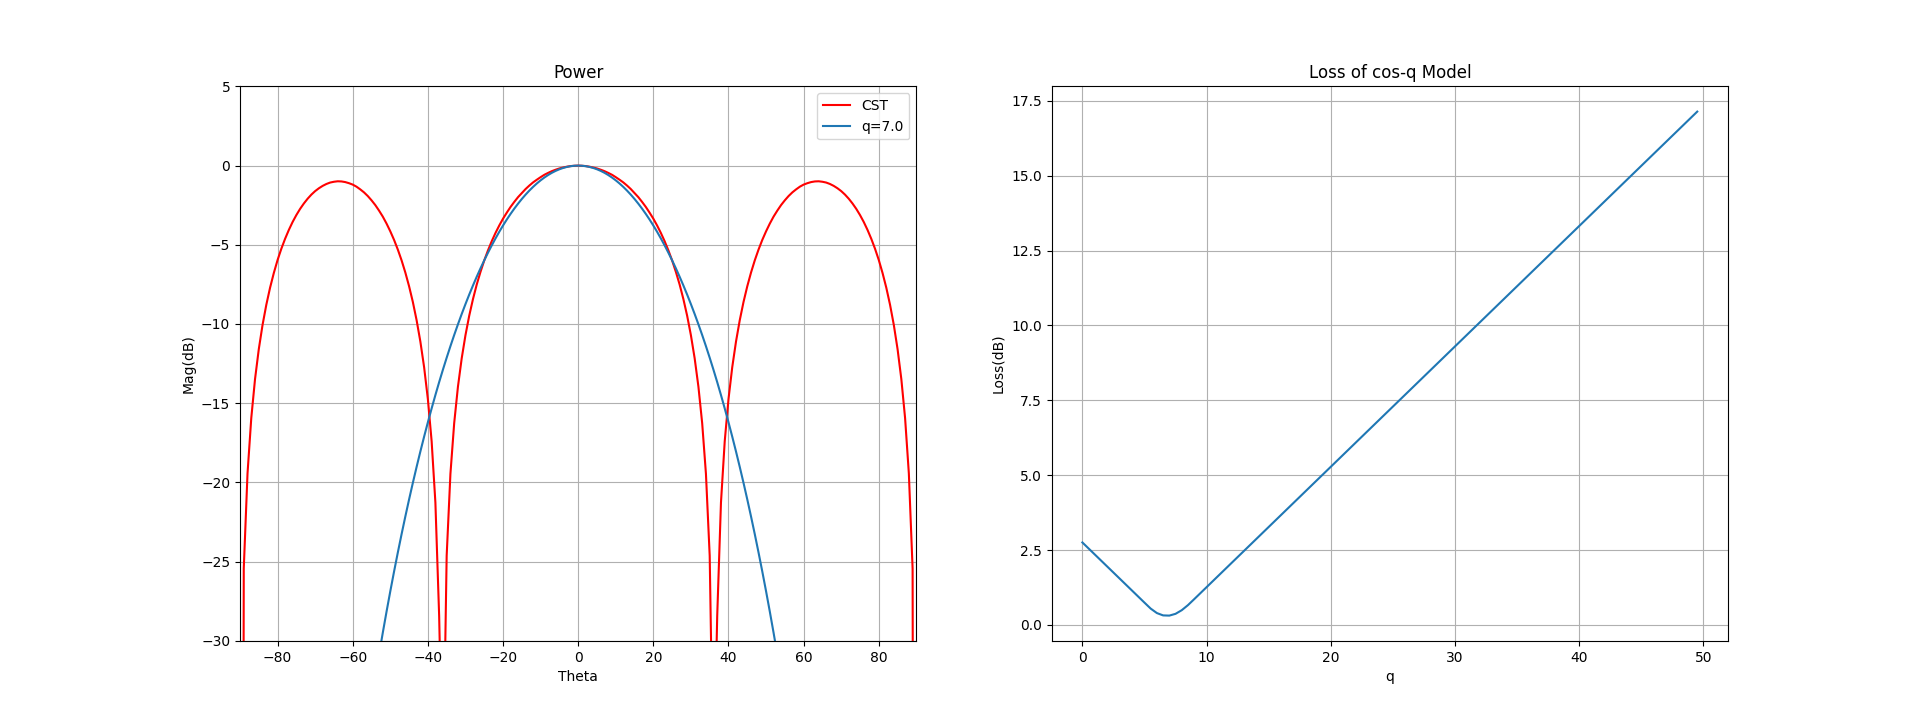 Power
5
0
−5
−10
−15
−20
−25
−30
Mag(dB)
−80 −60 −40 −20 0 20 40 60 80
Theta
CST
q=7.0
Loss of cos-q Model
17.5
15.0
12.5
10.0
7.5
5.0
2.5
0.0
Loss(dB)
0 10 20 30 40 50
q